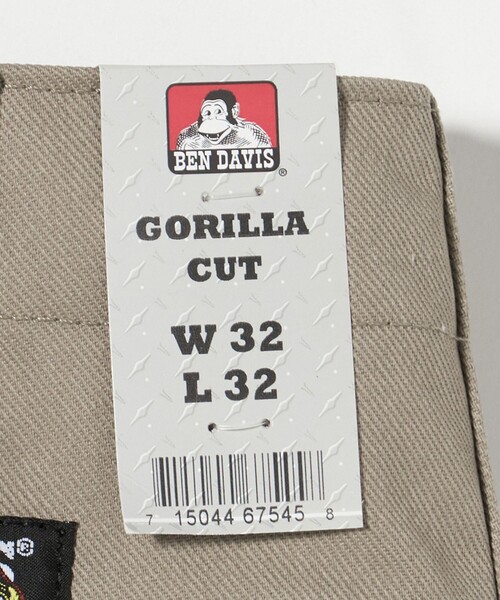 BEN DAVIS
®
GORILLA
CUT
W 32
L 32
7 15044 67545 8
®